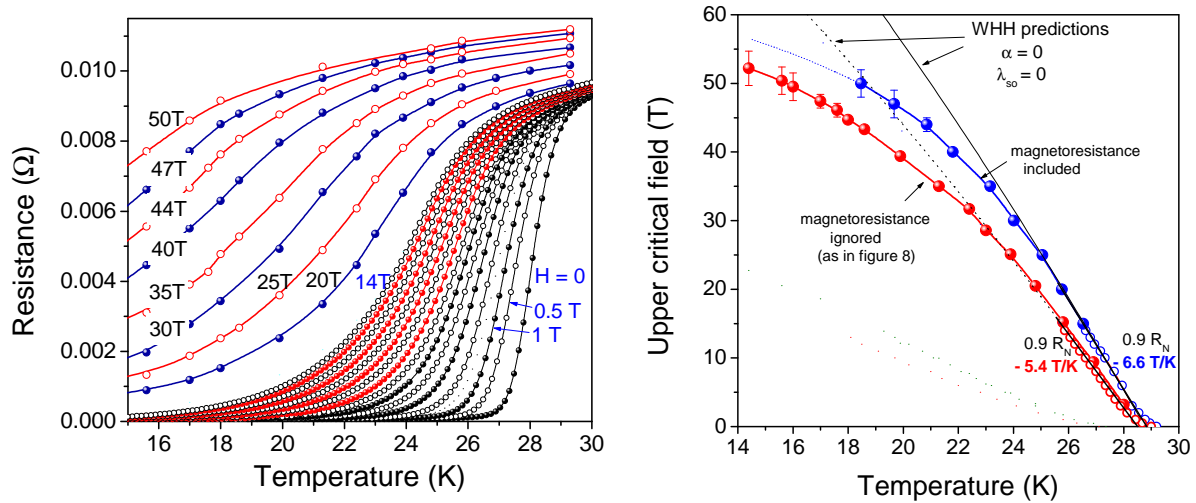 0.010
0.008
0.006
0.004
0.002
0.000
Resistance (Ω)
50T
47T
44T
40T
35T
30T
25T
20T
14T
H = 0
0.5 T
1 T
15
20
22
24
26
28
30
Temperature (K)
60
50
40
30
20
10
0
Upper critical field (T)
WHH predictions
α = 0
λso = 0
magnetoresistance
included
magnetoresistance
ignored
(as in figure 8)
0.9 RN
- 5.4 T/K
0.9 RN
- 6.6 T/K
14
16
18
20
22
24
26
28
30
Temperature (K)